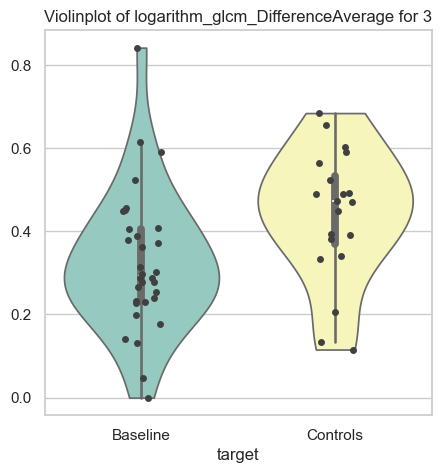 Violinplot of logarithm_glcm_DifferenceAverage for 3
0.8
0.6
0.4
0.2
0.0
Baseline
Controls
target